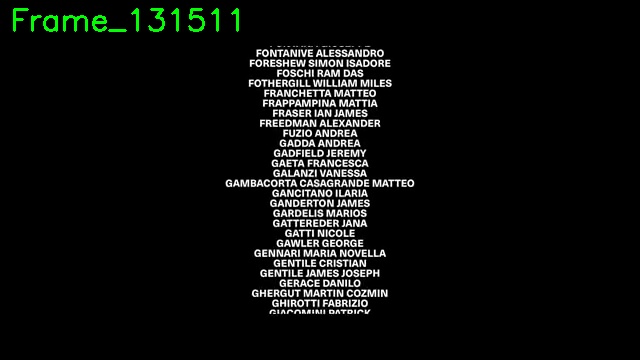 Frame_131511
FONTANIVE ALESSANDRO
FORESHEW SIMON ISADORE
FOSCHI RAM DAS
FOTHERGILL WILLIAM MILES
FRANCHETTA MATTEO
FRAPPAMPINA MATTIA
FRASER IAN JAMES
FREEDMAN ALEXANDER
FUZIO ANDREA
GADDA ANDREA
GADFIELD JEREMY
GAETA FRANCESCA
GALANZI VANESSA
GAMBACORTA CASAGRANDE MATTEO
GANCITANO ILARIA
GANDERTON JAMES
GARDELIS MARIOS
GATTEREDER JANA
GATTI NICOLE
GAWLER GEORGE
GENNARI MARIA NOVELLA
GENTILE CRISTIAN
GENTILE JAMES JOSEPH
GERACE DANILO
GHERGUT MARTIN COZMIN
GHIROTTI FABRIZIO
GIACOMINI PATRICK